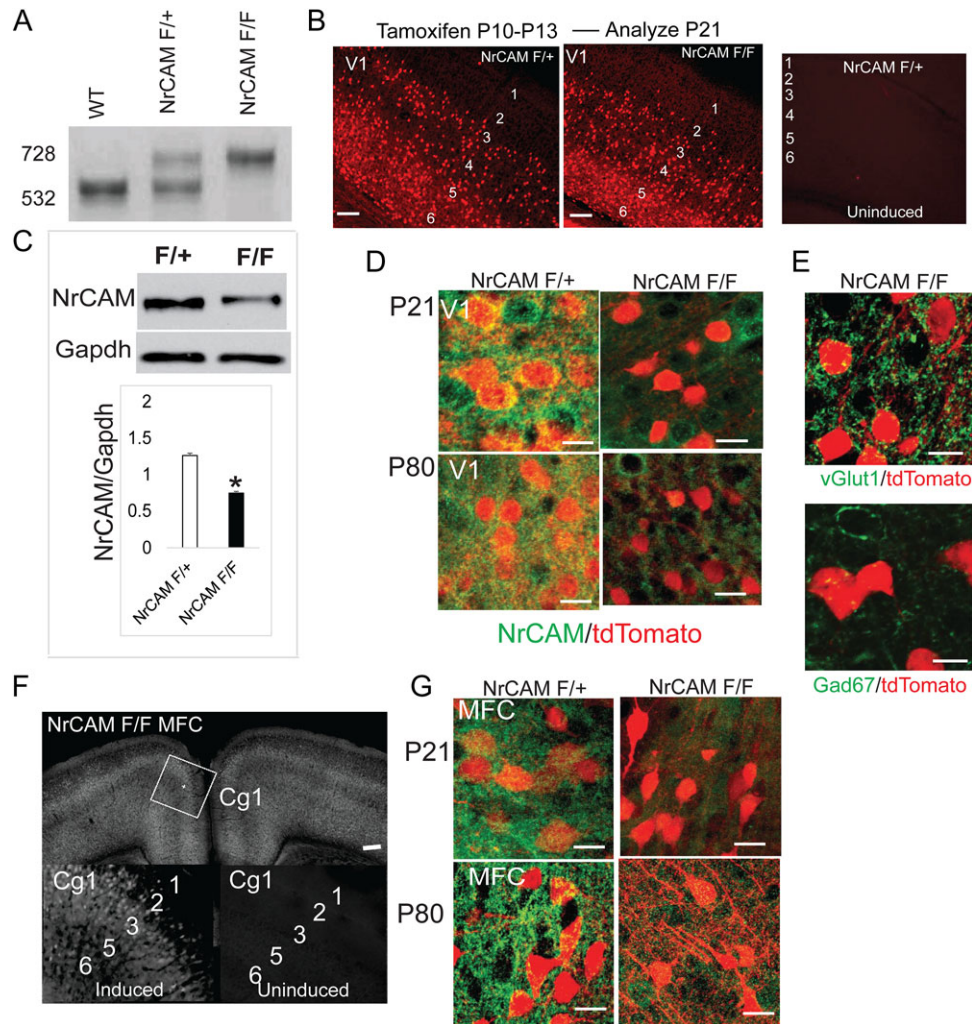 A
WT
NrCAM F/+
NrCAM F/F
728
532
B
Tamoxifen P10-P13 — Analyze P21
V1
NrCAM F/+
1
2
3
4
5
6
NrCAM F/F
1
2
3
4
5
6
NrCAM F/+
1
2
3
4
5
6
Uninduced
C
F/+ F/F
NrCAM
Gapdh
NrCAM/Gapdh
2
1.5
1
0.5
0
*
NrCAM F/+
NrCAM F/F
D
NrCAM F/+ NrCAM F/F
P21
V1
P80
V1
NrCAM/tdTomato
E
NrCAM F/F
vGlut1/tdTomato
Gad67/tdTomato
F
NrCAM F/F MFC
Cg1
Cg1
1
2
3
5
6
Induced
Cg1
1
2
3
5
6
Uninduced
G
NrCAM F/+ NrCAM F/F
MFC
P21
MFC
P80